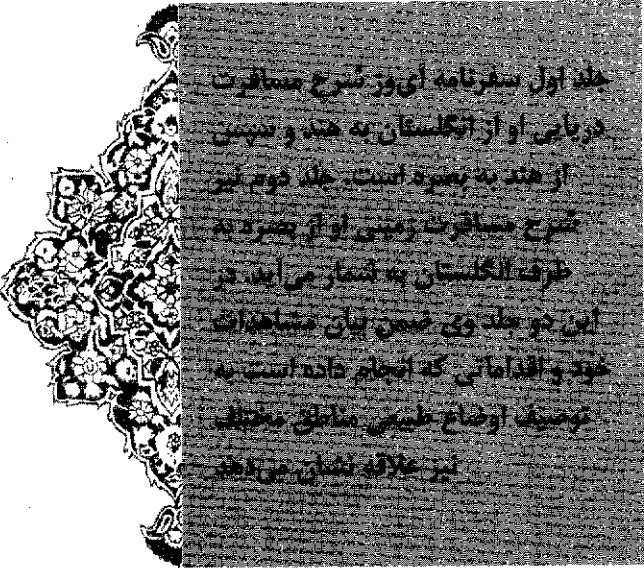 جلد اول سفرنامه آی‌وز شرح مسافرت
دریایی او از انگلستان به هند و سپس
از هند به بصره است. جلد دوم نیز
شرح مسافرت زمینی او از بصره به
طرف انگلستان به شمار می‌آید. در
این دو جلد وی ضمن بیان مشاهدات
خود و اقداماتی که انجام داده است به
توصیف اوضاع طبیعی مناطق مختلف
نیز علاقه نشان می‌دهد